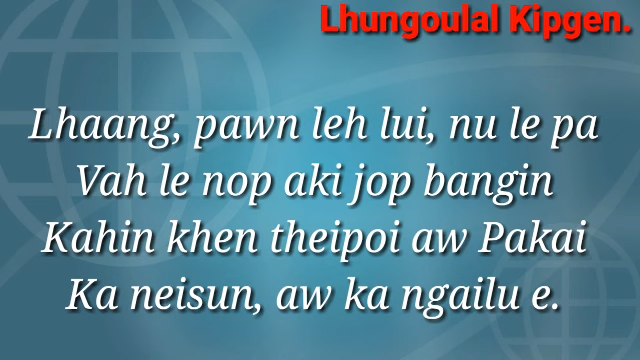 Lhungoulal Kipgen.
Lhaang, pawn leh lui, nu le pa
Vah le nop aki jop bangin
Kahin khen theipoi aw Pakai
Ka neisun, aw ka ngailu e.